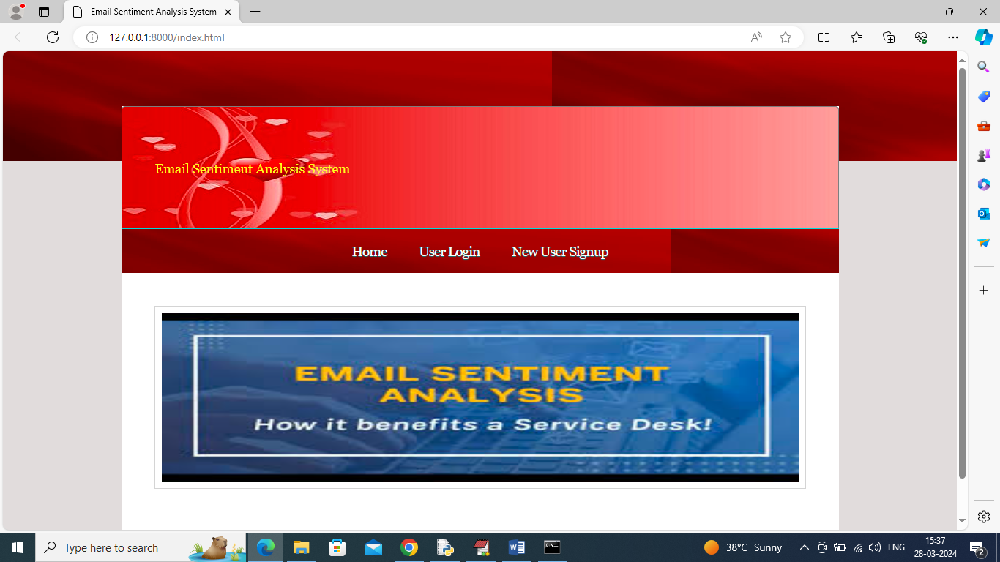 Email Sentiment Analysis System
127.0.0.1:8000/index.html
Email Sentiment Analysis System
Home User Login New User Signup
EMAIL SENTIMENT
ANALYSIS
How it benefits a Service Desk!
Type here to search
38°C Sunny
ENG
15:37
28-03-2024
2